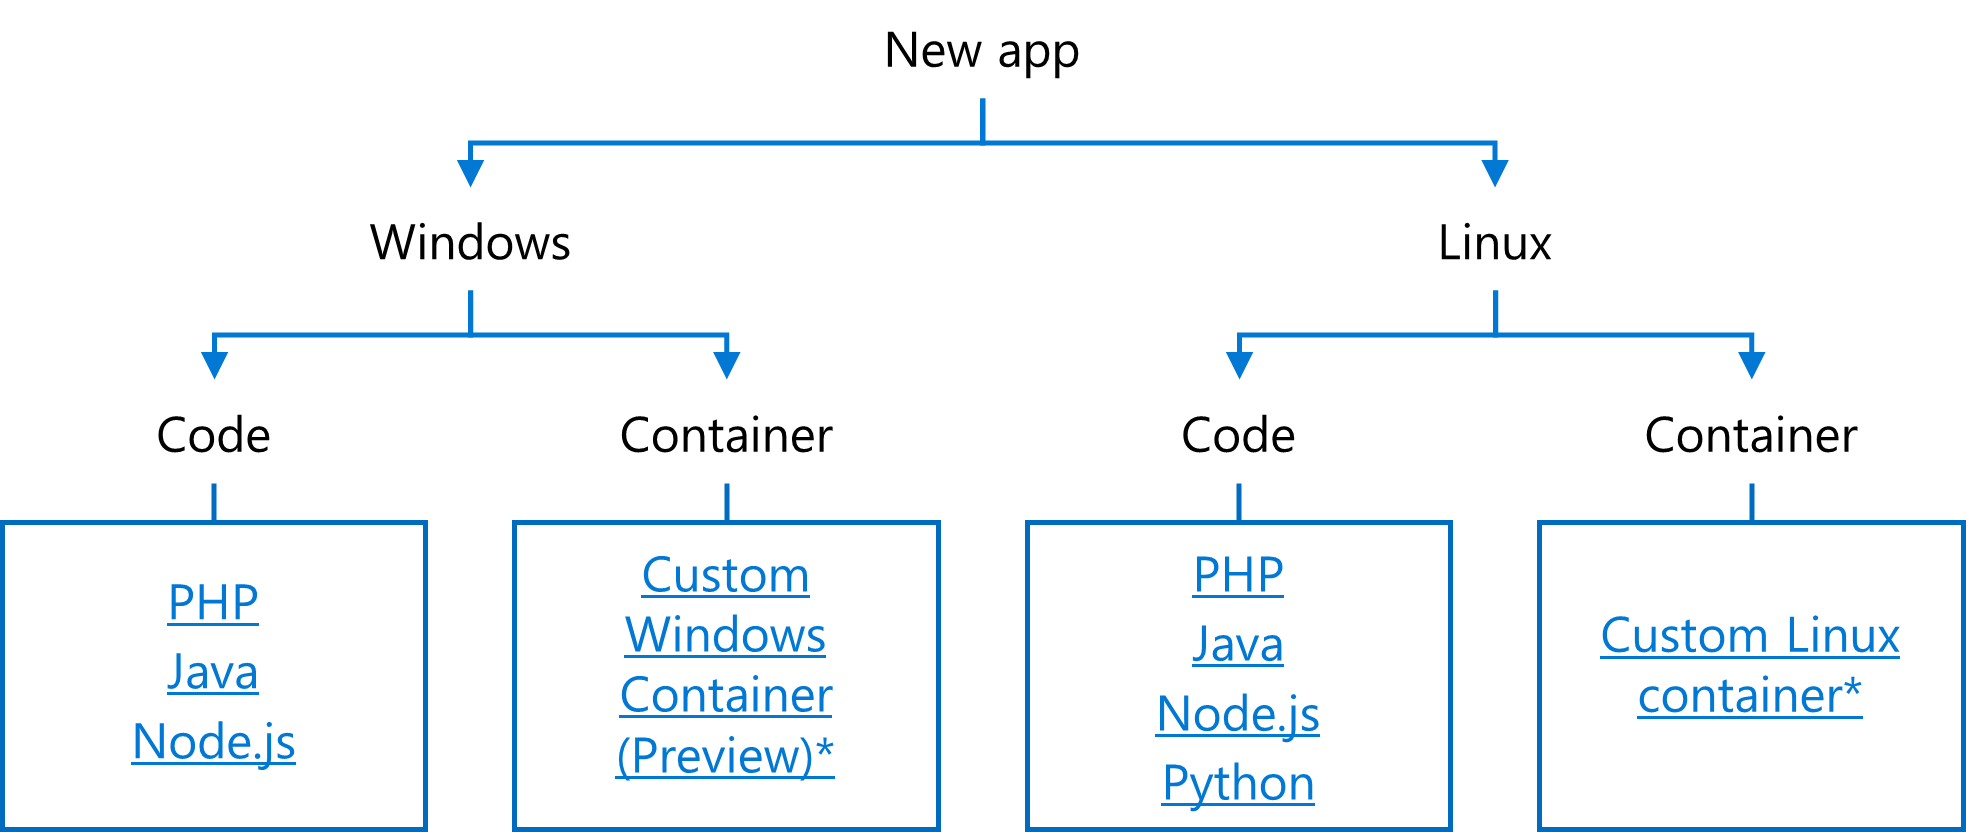 New app
Windows
Linux
Code
Container
Code
Container
PHP
Java
Node.js
Custom
Windows
Container
(Preview)*
PHP
Java
Node.js
Python
Custom Linux
container*